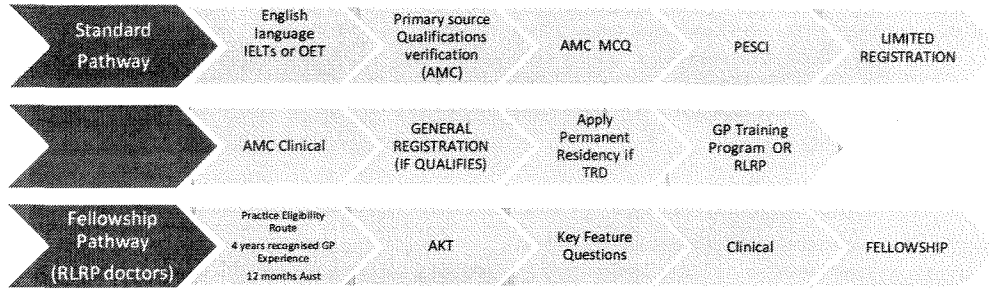 Standard
Pathway
English
language
IELTs or OET
Primary source
Qualifications
verification
(AMC)
AMC MCQ
PESCI
LIMITED
REGISTRATION
AMC Clinical
GENERAL
REGISTRATION
(IF QUALIFIES)
Apply
Permanent
Residency if
TRD
GP Training
Program OR
RLRP
Fellowship
Pathway
(RLRP doctors)
Practice Eligibility
Route
4 years recognised GP
Experience
12 months Aust
AKT
Key Feature
Questions
Clinical
FELLOWSHIP